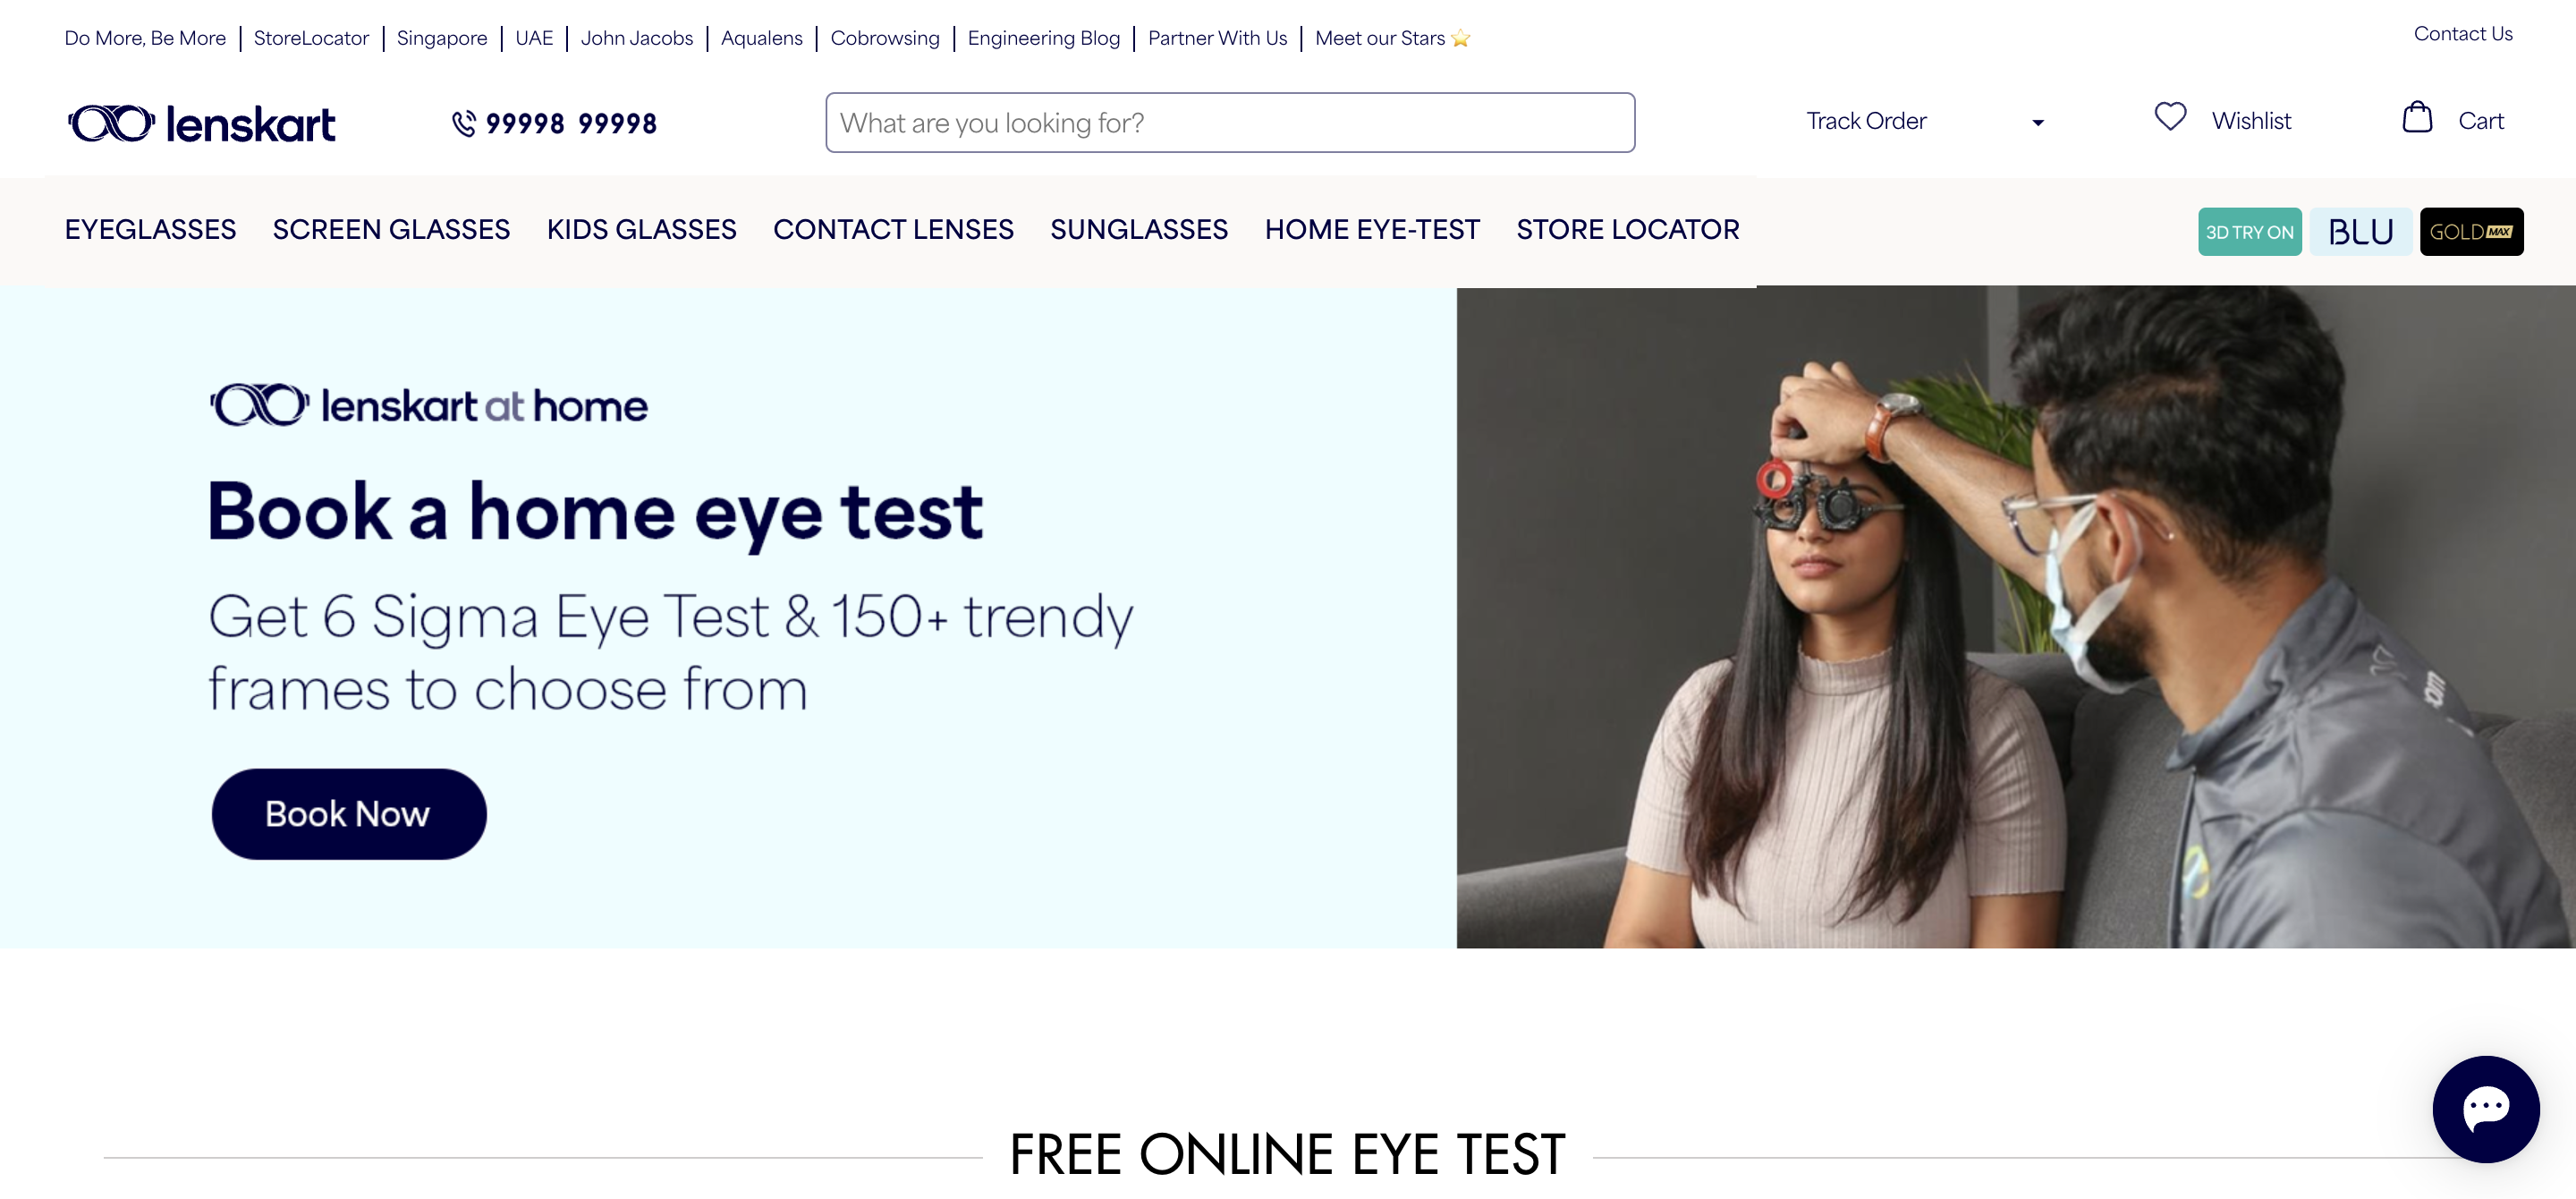 Do More, Be More | StoreLocator | Singapore | UAE | John Jacobs | Aqualens | Cobrowsing | Engineering Blog | Partner With Us | Meet our Stars ⭐ Contact Us
lenskart 99998 99998 What are you looking for? Track Order Wishlist Cart
EYEGLASSES SCREEN GLASSES KIDS GLASSES CONTACT LENSES SUNGLASSES HOME EYE-TEST STORE LOCATOR 3D TRY ON BLU GOLD MAX
lenskart at home
Book a home eye test
Get 6 Sigma Eye Test & 150+ trendy
frames to choose from
Book Now
FREE ONLINE EYE TEST